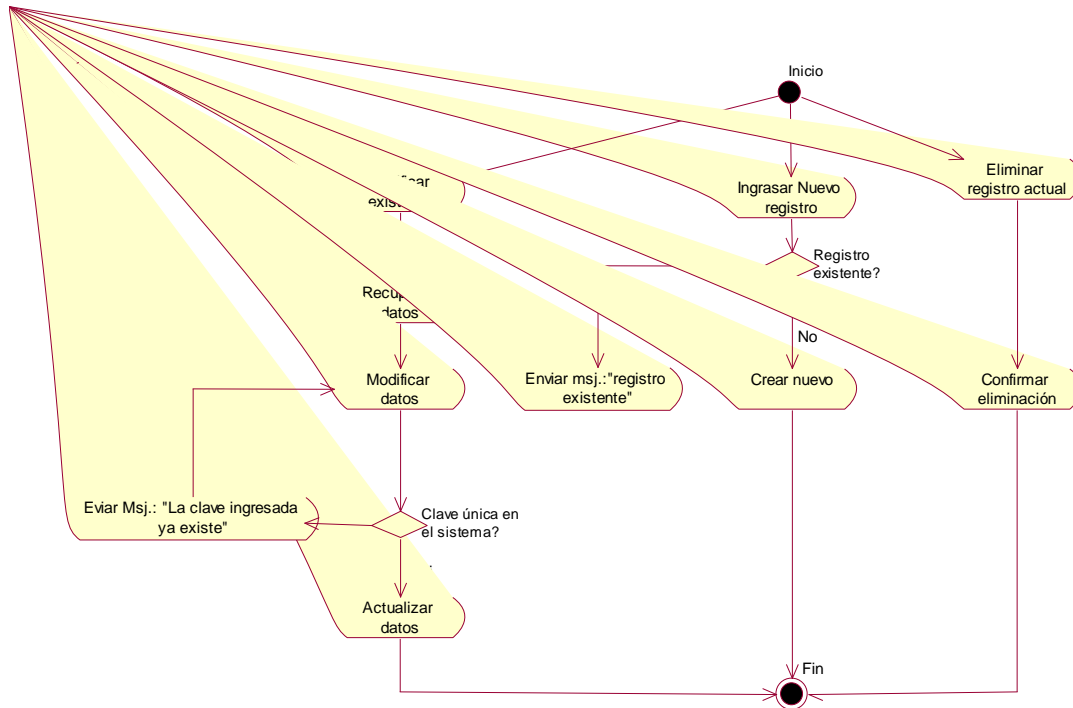 Inicio
Eliminar
registro actual
Ingrasar Nuevo
registro
Registro
existente?
datos
No
Modificar
datos
Enviar msj.:"registro
existente"
Crear nuevo
Confirmar
eliminación
Eviar Msj.: "La clave ingresada
ya existe"
Clave única en
el sistema?
Actualizar
datos
Fin